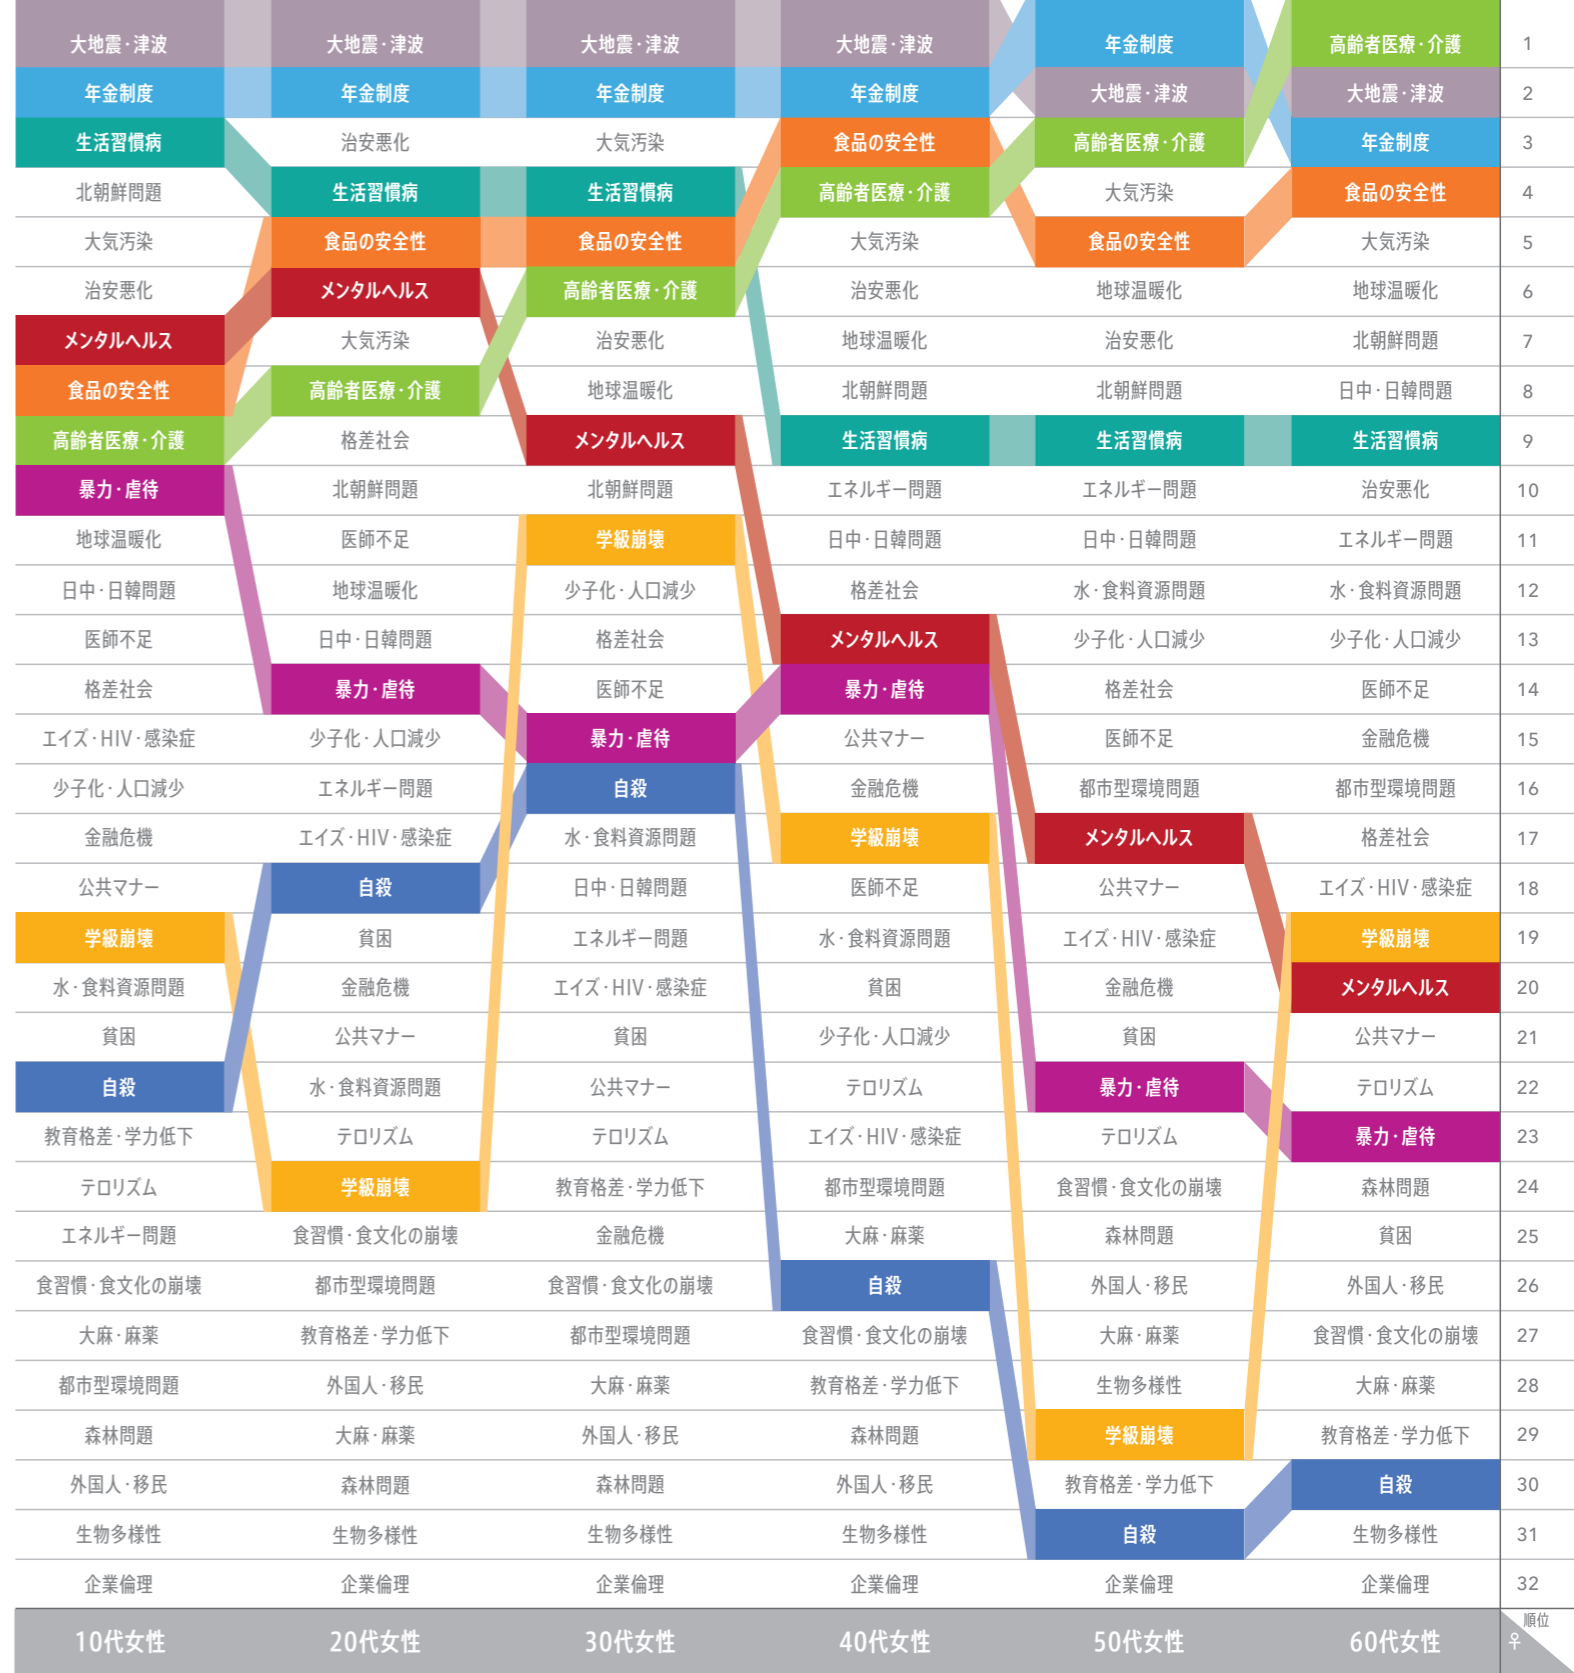 大地震・津波 大地震・津波 大地震・津波 大地震・津波 年金制度 高齢者医療・介護 1
年金制度 年金制度 年金制度 年金制度 大地震・津波 大地震・津波 2
生活習慣病 治安悪化 大気汚染 食品の安全性 高齢者医療・介護 年金制度 3
北朝鮮問題 生活習慣病 生活習慣病 高齢者医療・介護 大気汚染 食品の安全性 4
大気汚染 食品の安全性 食品の安全性 大気汚染 食品の安全性 大気汚染 5
治安悪化 メンタルヘルス 高齢者医療・介護 治安悪化 地球温暖化 地球温暖化 6
メンタルヘルス 大気汚染 治安悪化 地球温暖化 治安悪化 北朝鮮問題 7
食品の安全性 高齢者医療・介護 地球温暖化 北朝鮮問題 北朝鮮問題 日中・日韓問題 8
高齢者医療・介護 格差社会 メンタルヘルス 生活習慣病 生活習慣病 生活習慣病 9
暴力・虐待 北朝鮮問題 北朝鮮問題 エネルギー問題 エネルギー問題 治安悪化 10
地球温暖化 医師不足 学級崩壊 日中・日韓問題 日中・日韓問題 エネルギー問題 11
日中・日韓問題 地球温暖化 少子化・人口減少 格差社会 水・食料資源問題 水・食料資源問題 12
医師不足 日中・日韓問題 格差社会 メンタルヘルス 少子化・人口減少 少子化・人口減少 13
格差社会 暴力・虐待 医師不足 暴力・虐待 格差社会 医師不足 14
エイズ・HIV・感染症 少子化・人口減少 暴力・虐待 公共マナー 医師不足 金融危機 15
少子化・人口減少 エネルギー問題 自殺 金融危機 都市型環境問題 都市型環境問題 16
金融危機 エイズ・HIV・感染症 水・食料資源問題 学級崩壊 メンタルヘルス 格差社会 17
公共マナー 自殺 日中・日韓問題 医師不足 公共マナー エイズ・HIV・感染症 18
学級崩壊 貧困 エネルギー問題 水・食料資源問題 エイズ・HIV・感染症 学級崩壊 19
水・食料資源問題 金融危機 エイズ・HIV・感染症 貧困 金融危機 メンタルヘルス 20
貧困 公共マナー 貧困 少子化・人口減少 貧困 公共マナー 21
自殺 水・食料資源問題 公共マナー テロリズム 暴力・虐待 テロリズム 22
教育格差・学力低下 テロリズム テロリズム エイズ・HIV・感染症 テロリズム 暴力・虐待 23
テロリズム 学級崩壊 教育格差・学力低下 都市型環境問題 食習慣・食文化の崩壊 森林問題 24
エネルギー問題 食習慣・食文化の崩壊 金融危機 大麻・麻薬 森林問題 貧困 25
食習慣・食文化の崩壊 都市型環境問題 食習慣・食文化の崩壊 自殺 外国人・移民 外国人・移民 26
大麻・麻薬 教育格差・学力低下 都市型環境問題 食習慣・食文化の崩壊 大麻・麻薬 食習慣・食文化の崩壊 27
都市型環境問題 外国人・移民 大麻・麻薬 教育格差・学力低下 生物多様性 大麻・麻薬 28
森林問題 大麻・麻薬 外国人・移民 森林問題 学級崩壊 教育格差・学力低下 29
外国人・移民 森林問題 森林問題 外国人・移民 教育格差・学力低下 自殺 30
生物多様性 生物多様性 生物多様性 生物多様性 自殺 生物多様性 31
企業倫理 企業倫理 企業倫理 企業倫理 企業倫理 企業倫理 32
10代女性 20代女性 30代女性 40代女性 50代女性 60代女性 ♀ 順位